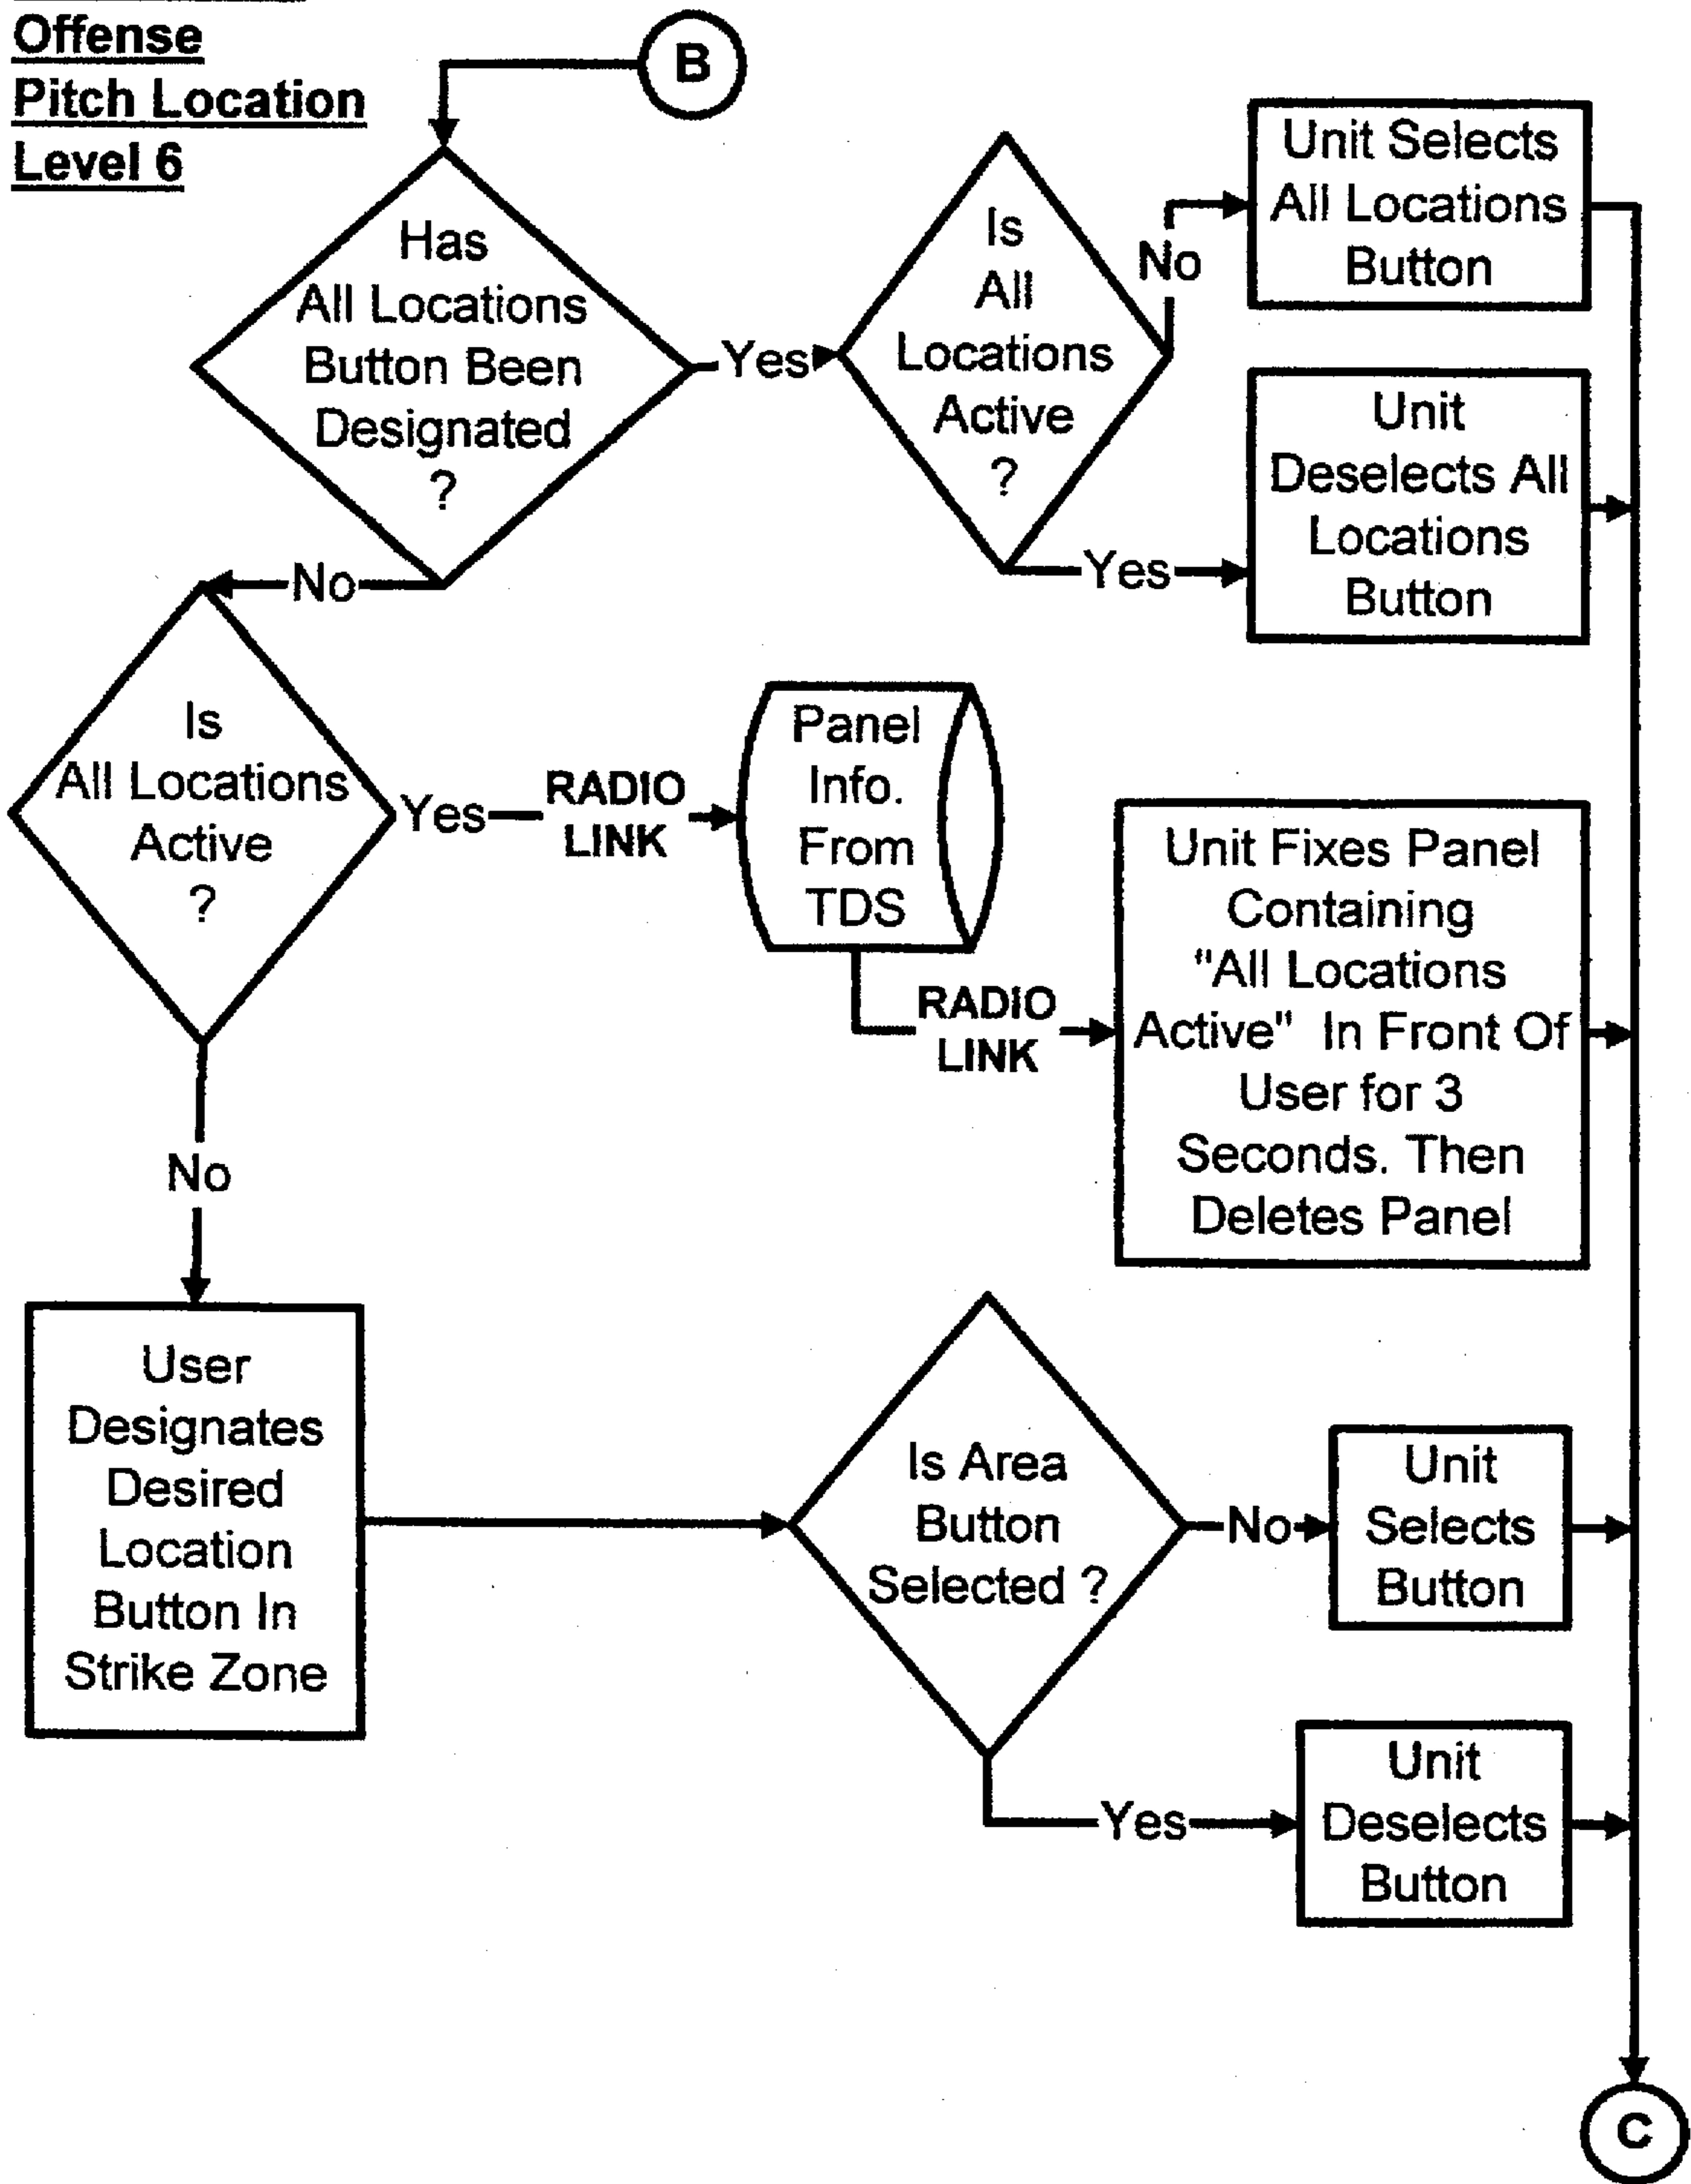 Offense
Pitch Location
Level 6
B
Has
All Locations
Button Been
Designated
?
Yes
Is
All
Locations
Active
?
No
Unit Selects
All Locations
Button
Yes
Unit
Deselects All
Locations
Button
No
Is
All Locations
Active
?
Yes
RADIO
LINK
Panel
Info.
From
TDS
RADIO
LINK
Unit Fixes Panel
Containing
"All Locations
Active" In Front Of
User for 3
Seconds. Then
Deletes Panel
No
User
Designates
Desired
Location
Button In
Strike Zone
Is Area
Button
Selected ?
No
Unit
Selects
Button
Yes
Unit
Deselects
Button
C